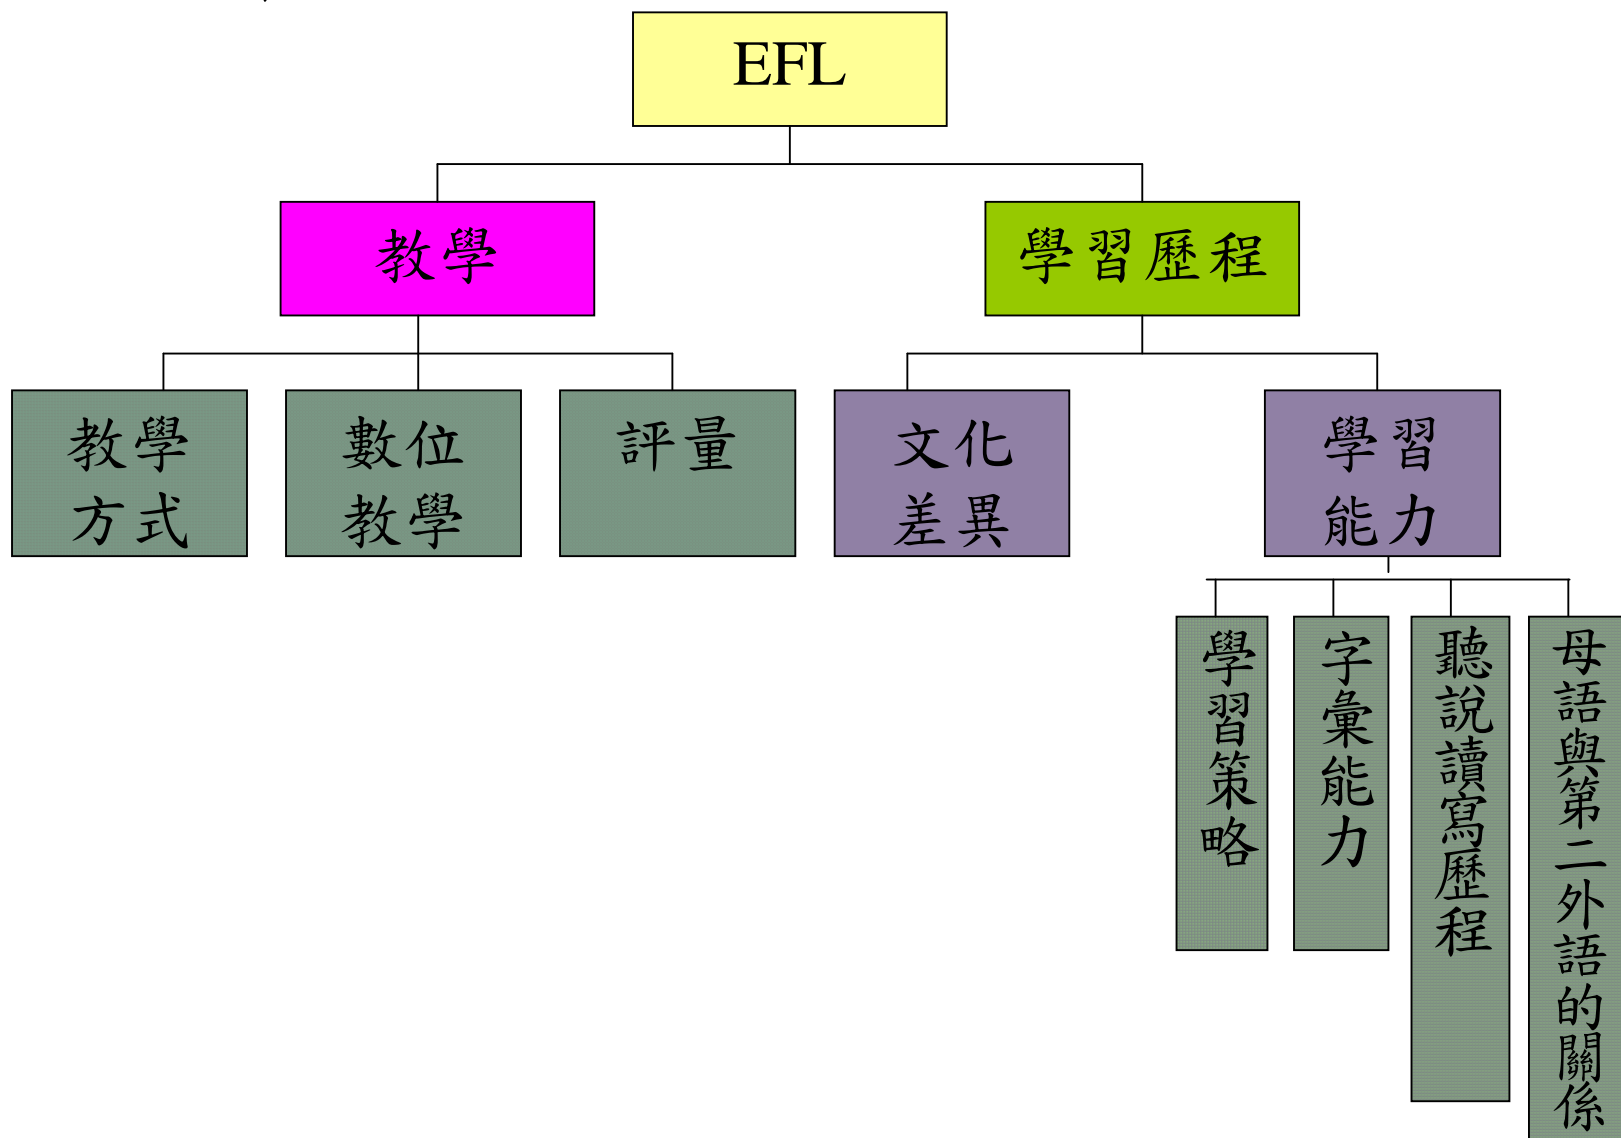 EFL
教學
學習歷程
教學
方式
數位
教學
評量
文化
差異
學習
能力
學習策略
字彙能力
聽說讀寫歷程
母語與第二外語的關係